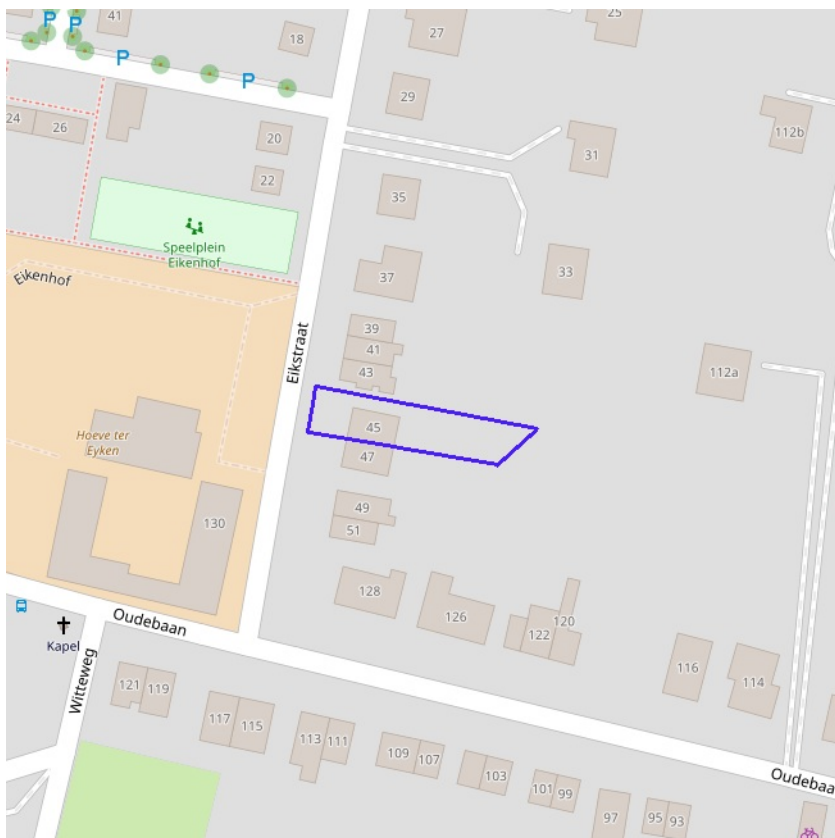 41
18
27
25
P
P
P
P
24
26
29
20
22
31
112b
35
Speelplein
Eikenhof
37
33
Eikenhof
39
41
43
Eikstraat
112a
45
47
Hoeve ter
Eyken
49
51
130
128
126
120
122
Oudebaan
Kapel
Witteweg
116
114
121
119
117
115
113
111
109
107
103
101
99
97
95
93
Oudebaa